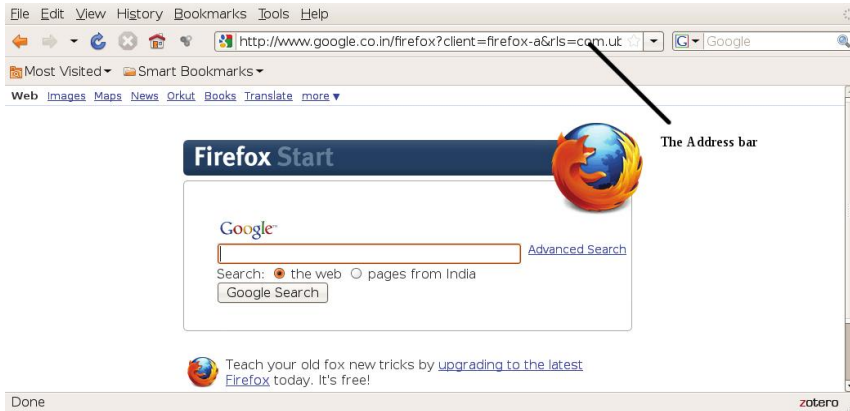 File Edit View History Bookmarks Tools Help
http://www.google.co.in/firefox?client=firefox-a&rls=com.ub G Google
Most Visited Smart Bookmarks
Web Images Maps News Orkut Books Translate more
The Address bar
Firefox Start
Google™
Advanced Search
Search: the web pages from India
Google Search
Teach your old fox new tricks by upgrading to the latest
Firefox today. It's free!
Done zotero